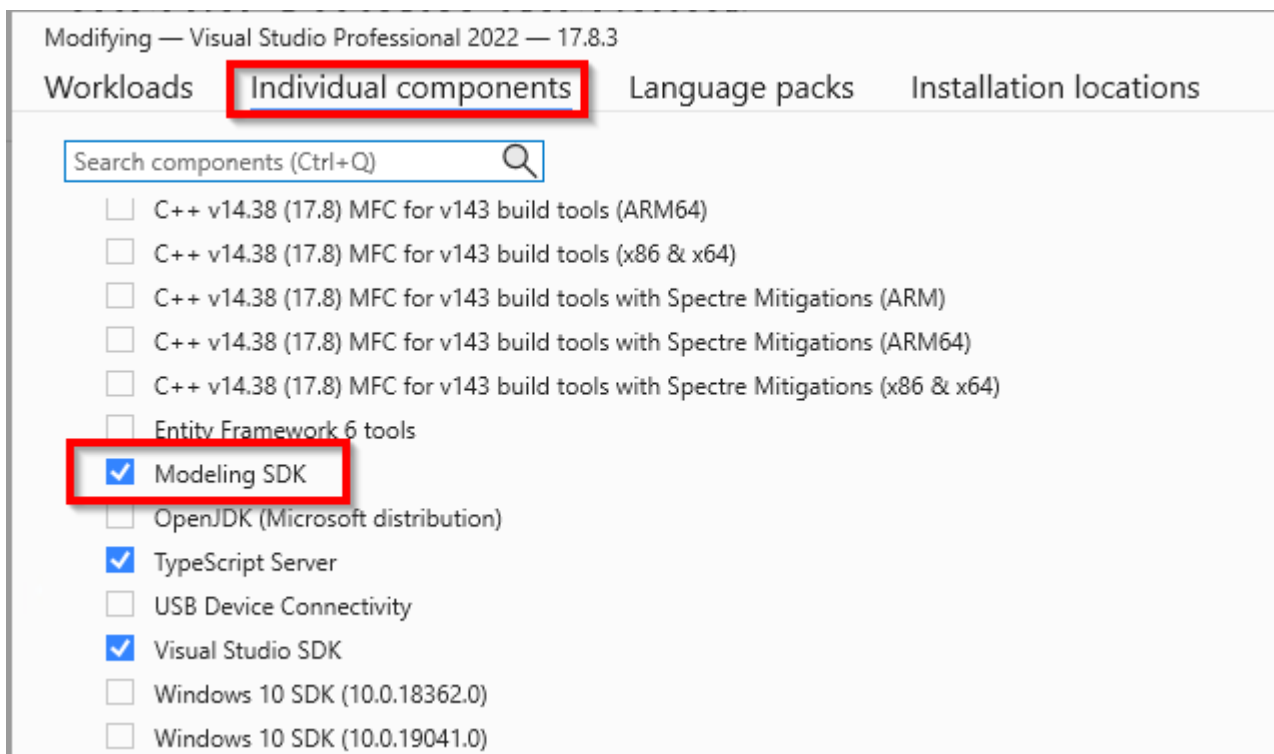 Modifying — Visual Studio Professional 2022 — 17.8.3
Workloads Individual components Language packs Installation locations
Search components (Ctrl+Q)
C++ v14.38 (17.8) MFC for v143 build tools (ARM64)
C++ v14.38 (17.8) MFC for v143 build tools (x86 & x64)
C++ v14.38 (17.8) MFC for v143 build tools with Spectre Mitigations (ARM)
C++ v14.38 (17.8) MFC for v143 build tools with Spectre Mitigations (ARM64)
C++ v14.38 (17.8) MFC for v143 build tools with Spectre Mitigations (x86 & x64)
Entity Framework 6 tools
Modeling SDK
OpenJDK (Microsoft distribution)
TypeScript Server
USB Device Connectivity
Visual Studio SDK
Windows 10 SDK (10.0.18362.0)
Windows 10 SDK (10.0.19041.0)